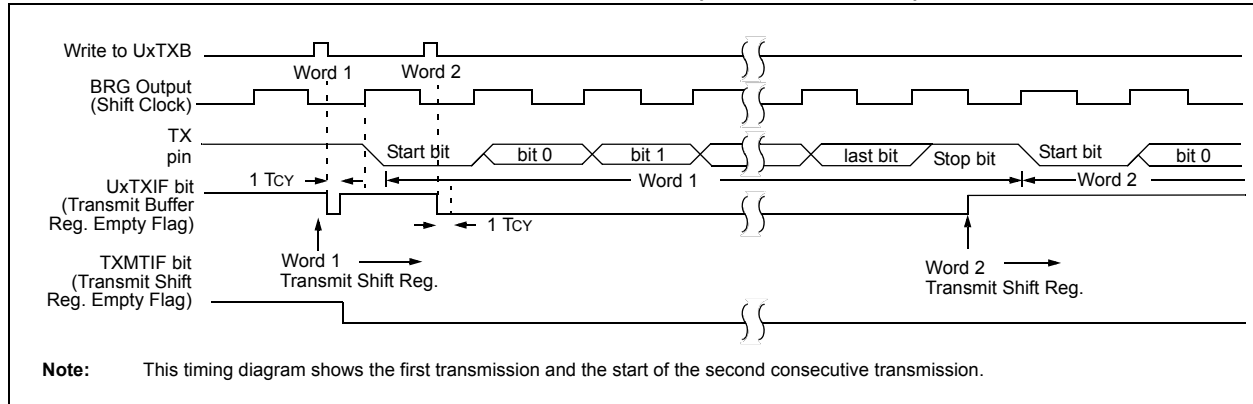 Write to UxTXB
Word 1
Word 2
BRG Output
(Shift Clock)
TX
pin
Start bit
bit 0
bit 1
last bit
Stop bit
Start bit
bit 0
1 TCY
Word 1
Word 2
UxTXIF bit
(Transmit Buffer
Reg. Empty Flag)
1 TCY
Word 1
Transmit Shift Reg.
Word 2
Transmit Shift Reg.
TXMTIF bit
(Transmit Shift
Reg. Empty Flag)
Note: This timing diagram shows the first transmission and the start of the second consecutive transmission.